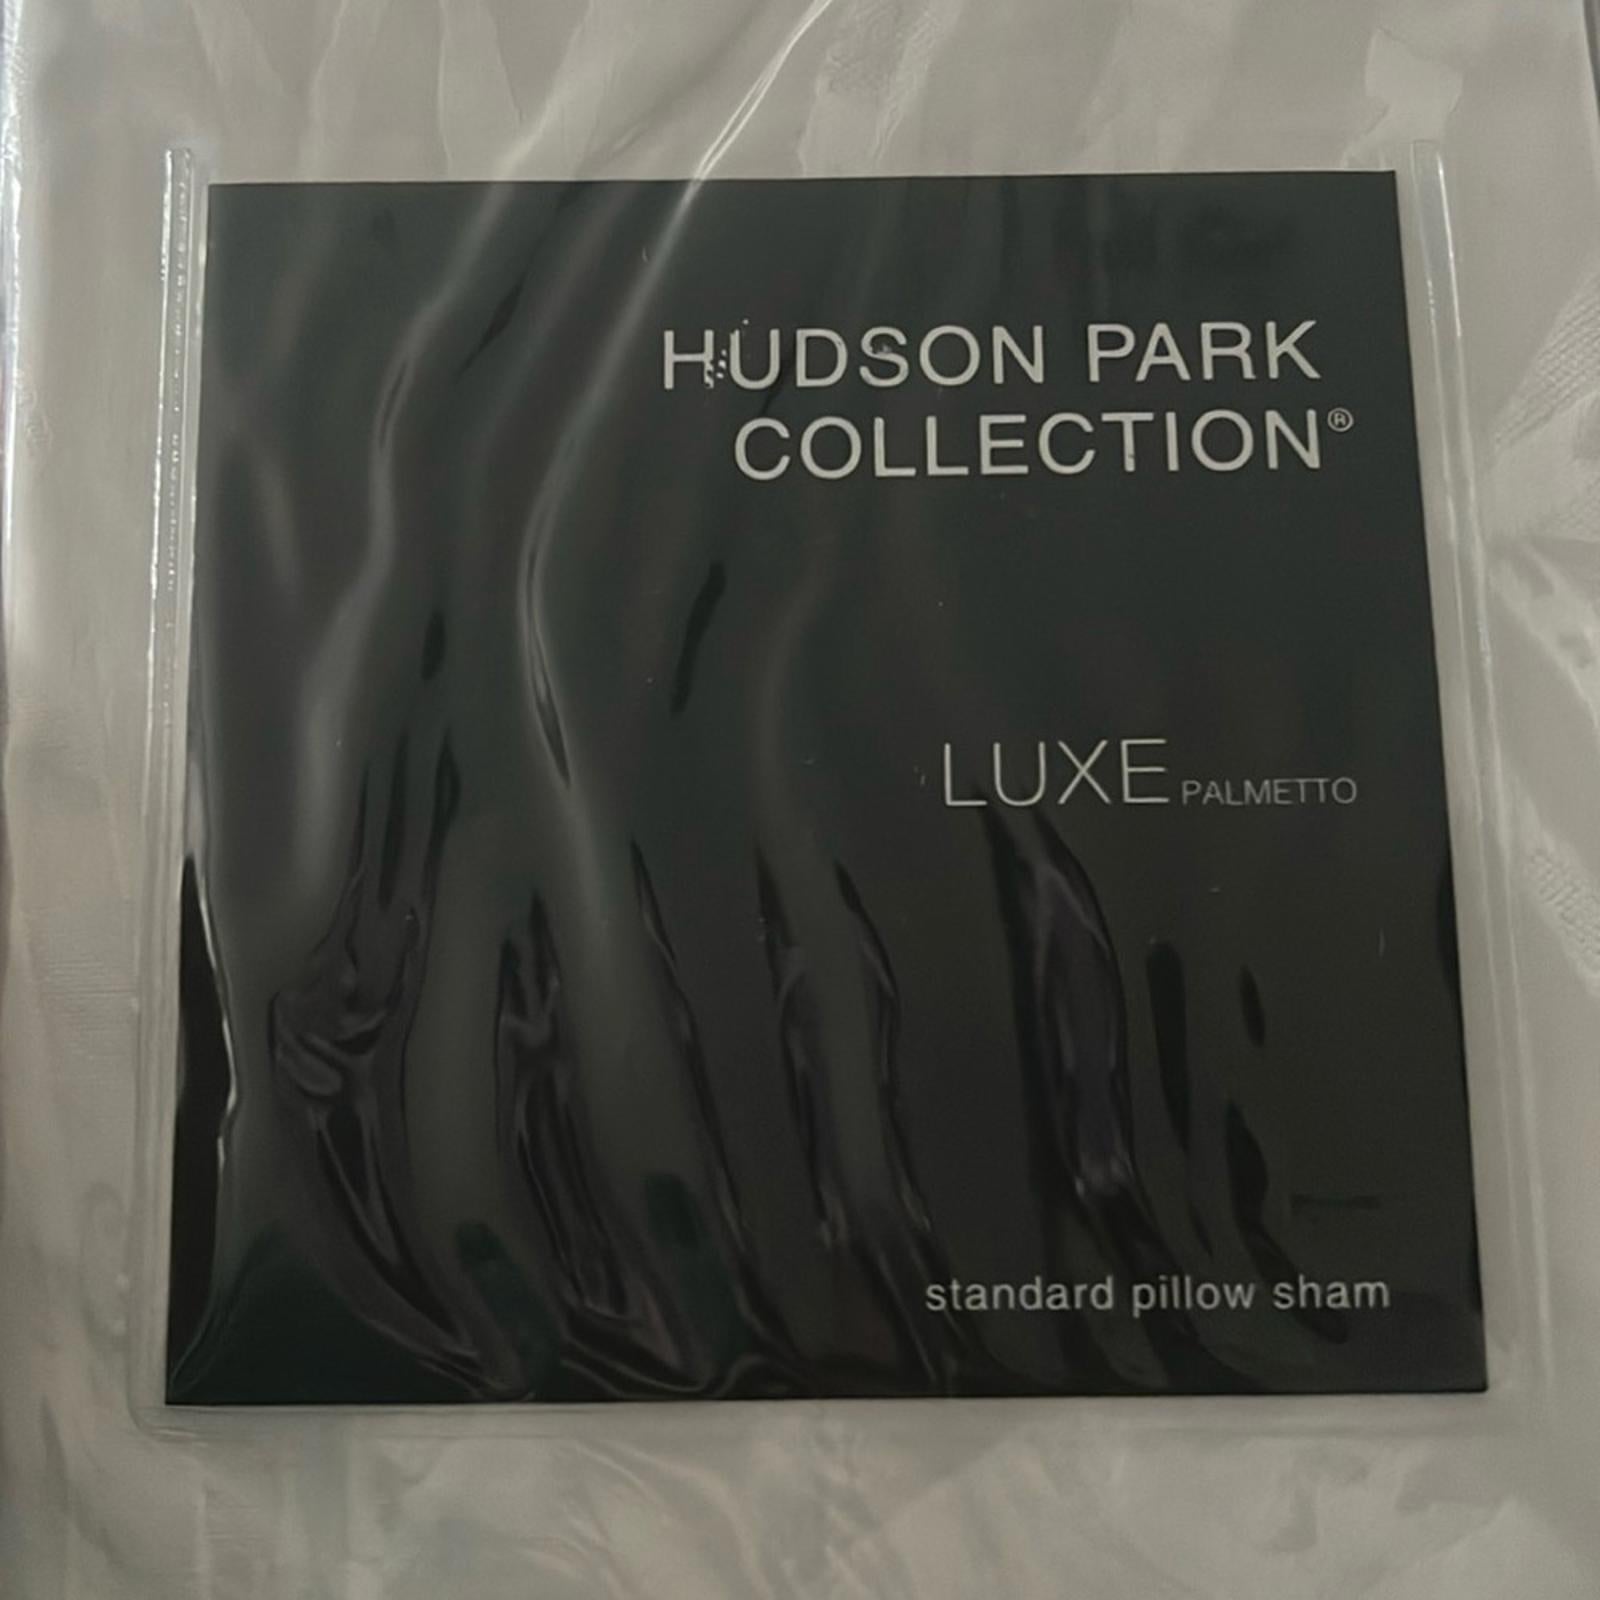 HUDSON PARK
COLLECTION®
LUXE PALMETTO
standard pillow sham